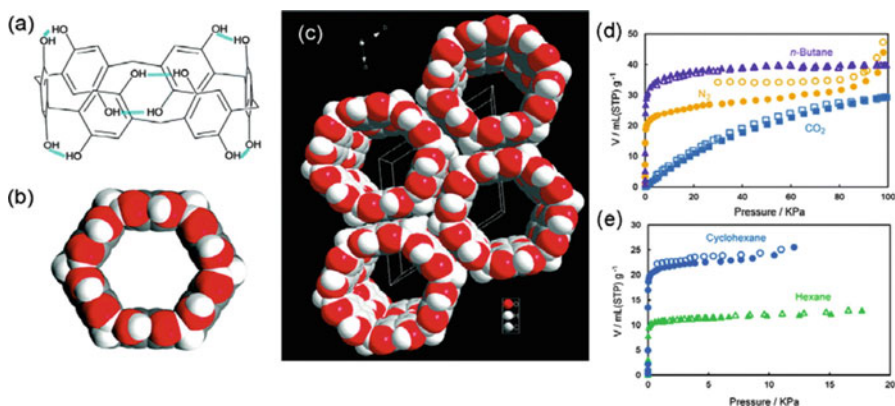 (a)
HO
OH
OH
HO
OH HO
OH HO
OH
HO
OH
HO
(b)
(c)
(d)
n-Butane
N2
CO2
V / mL(STP) g-1
50
40
30
20
10
0
0 20 40 60 80 100
Pressure / KPa
(e)
Cyclohexane
Hexane
V / mL(STP) g-1
30
25
20
15
10
5
0
0 5 10 15 20
Pressure / KPa